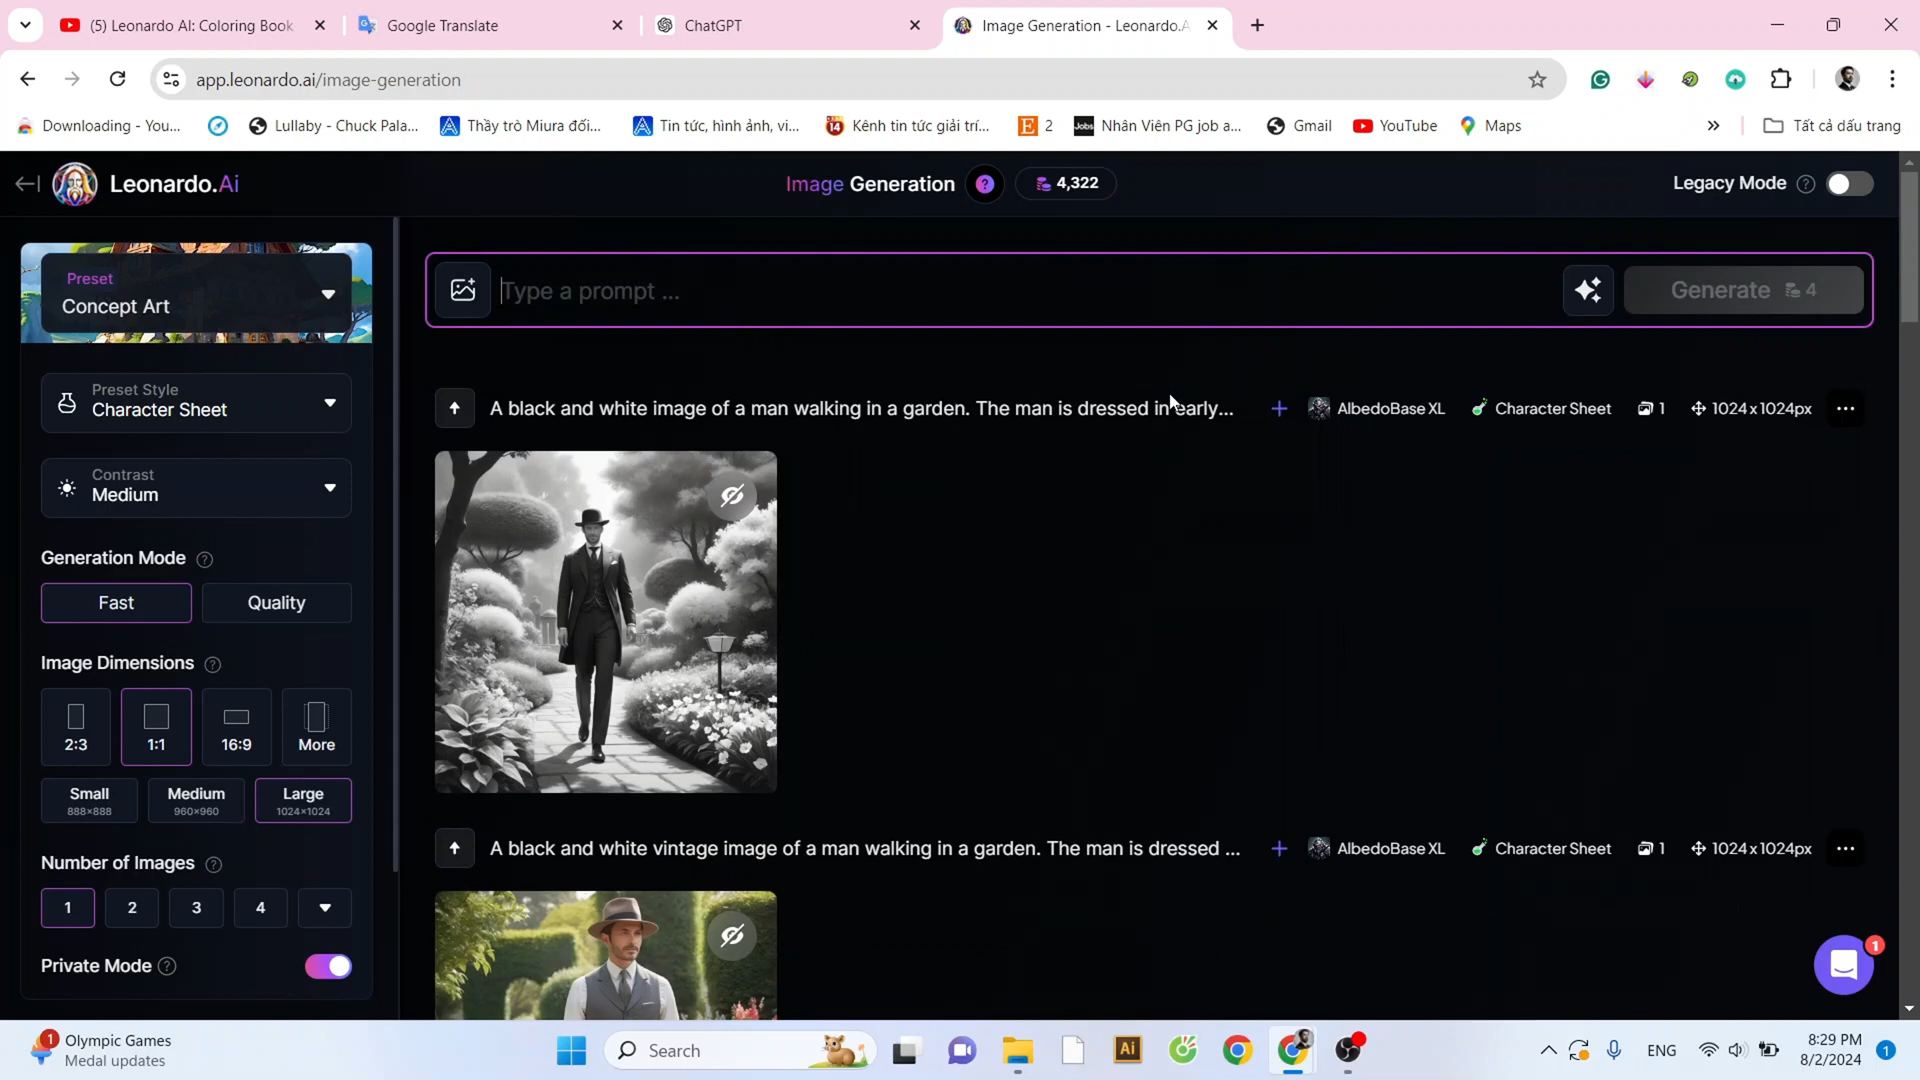 (5) Leonardo AI: Coloring Book
Google Translate
ChatGPT
Image Generation - Leonardo.A
app.leonardo.ai/image-generation
Downloading - You...
Lullaby - Chuck Pala...
Thầy trò Miura đối...
Tin tức, hình ảnh, vi...
Kênh tin tức giải trí...
2
Nhân Viên PG job a...
Gmail
YouTube
Maps
Tất cả dấu trang
Leonardo.Ai
Image Generation
4,322
Legacy Mode
Preset
Concept Art
Type a prompt ...
Generate 4
Preset Style
Character Sheet
A black and white image of a man walking in a garden. The man is dressed in early...
AlbedoBase XL
Character Sheet
1
1024 x 1024px
Contrast
Medium
Generation Mode
Fast
Quality
Image Dimensions
2:3
1:1
16:9
More
Small
888×888
Medium
960×960
Large
1024×1024
A black and white vintage image of a man walking in a garden. The man is dressed ...
AlbedoBase XL
Character Sheet
1
1024 x 1024px
Number of Images
1
2
3
4
Private Mode
1
1
Olympic Games
Medal updates
Search
Ai
ENG
8:29 PM
8/2/2024
1